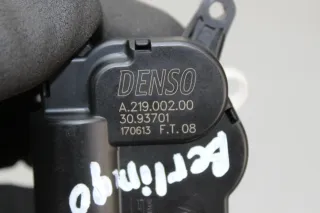 DENSO
A.219.002.00
30.93701
170613 F.T. 08
Berlingo